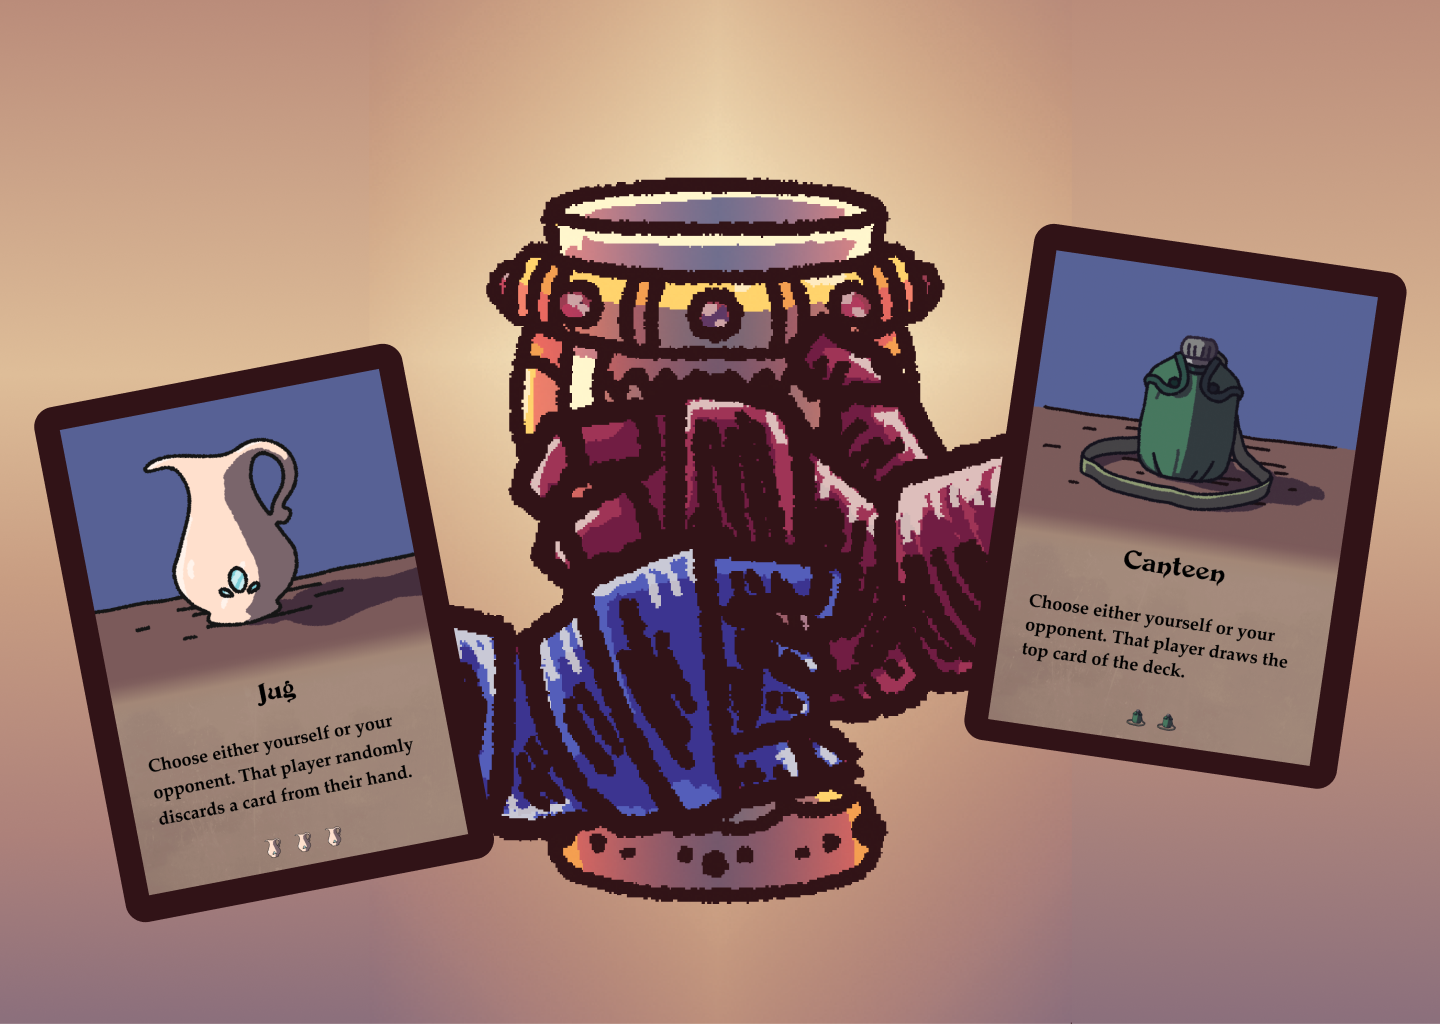 Jug
Choose either yourself or your
opponent. That player randomly
discards a card from their hand.
Canteen
Choose either yourself or your
opponent. That player draws the
top card of the deck.